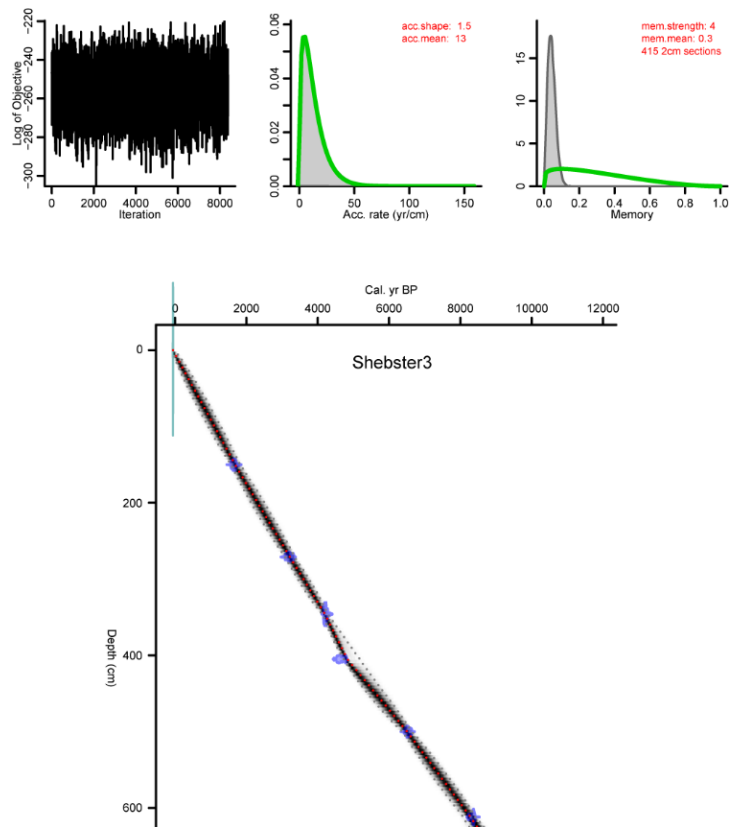 -220
-240
-260
-280
-300
Log of Objective
0 2000 4000 6000 8000
Iteration
0.00 0.02 0.04 0.06
acc.shape: 1.5
acc.mean: 13
0 50 100 150
Acc. rate (yr/cm)
0 5 10 15
mem.strength: 4
mem.mean: 0.3
415 2cm sections
0.0 0.2 0.4 0.6 0.8 1.0
Memory
Cal. yr BP
0 2000 4000 6000 8000 10000 12000
Shebster3
0
200
400
600
Depth (cm)